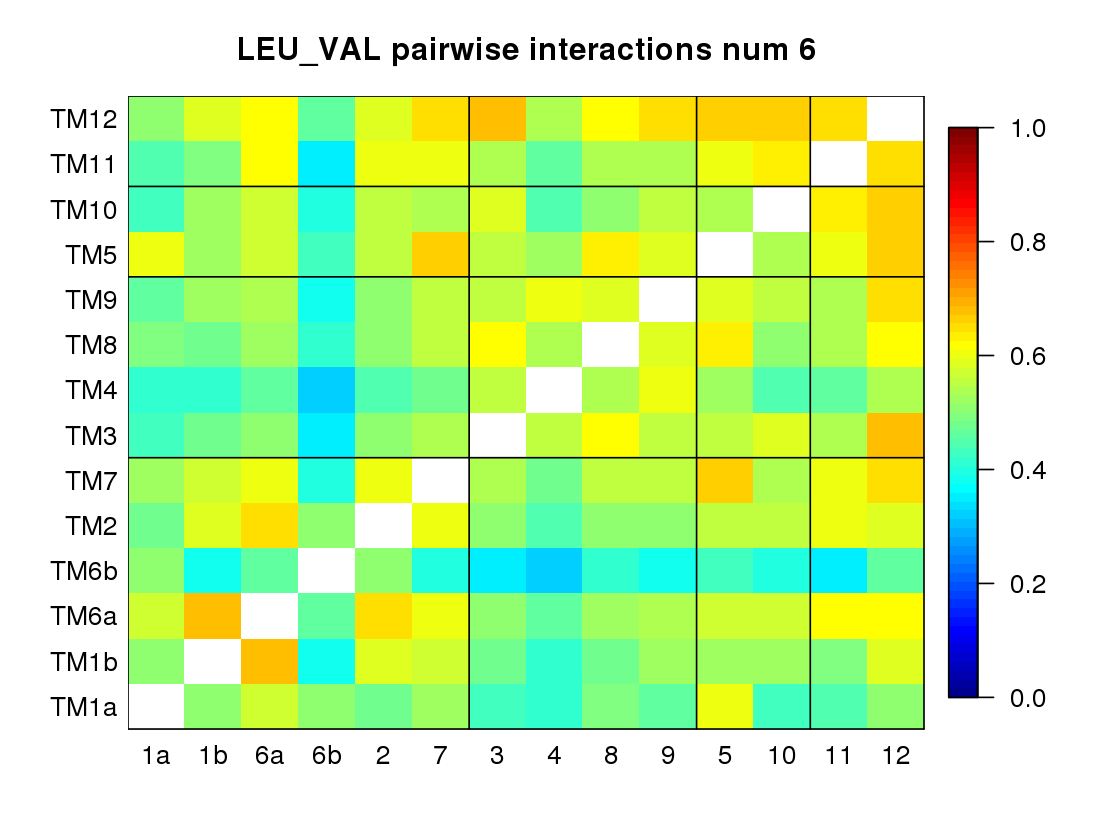 LEU_VAL pairwise interactions num 6
TM12
TM11
TM10
TM5
TM9
TM8
TM4
TM3
TM7
TM2
TM6b
TM6a
TM1b
TM1a
1a 1b 6a 6b 2 7 3 4 8 9 5 10 11 12
1.0
0.8
0.6
0.4
0.2
0.0